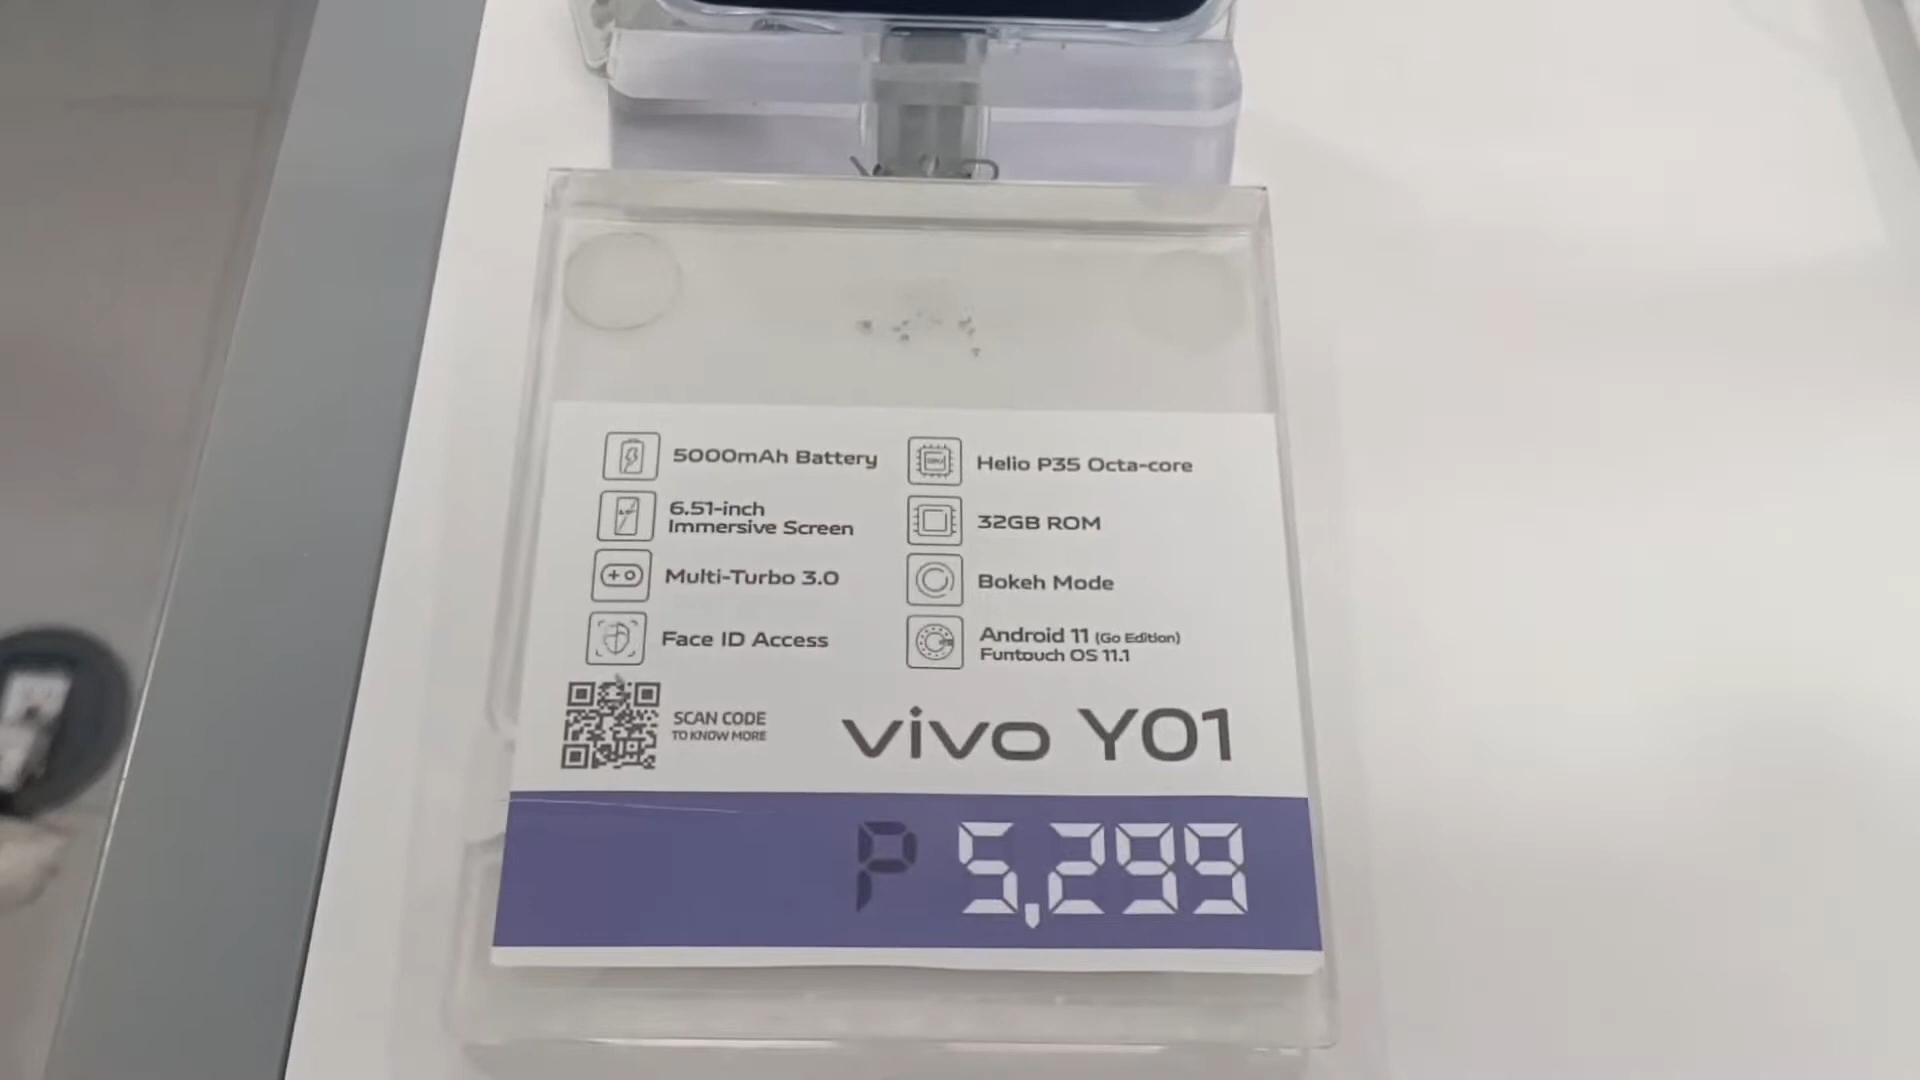 5000mAh Battery
Helio P35 Octa-core
6.51-inch
Immersive Screen
32GB ROM
Multi-Turbo 3.0
Bokeh Mode
Face ID Access
Android 11 (Go Edition)
Funtouch OS 11.1
SCAN CODE
TO KNOW MORE
vivo Y01
P 5,299